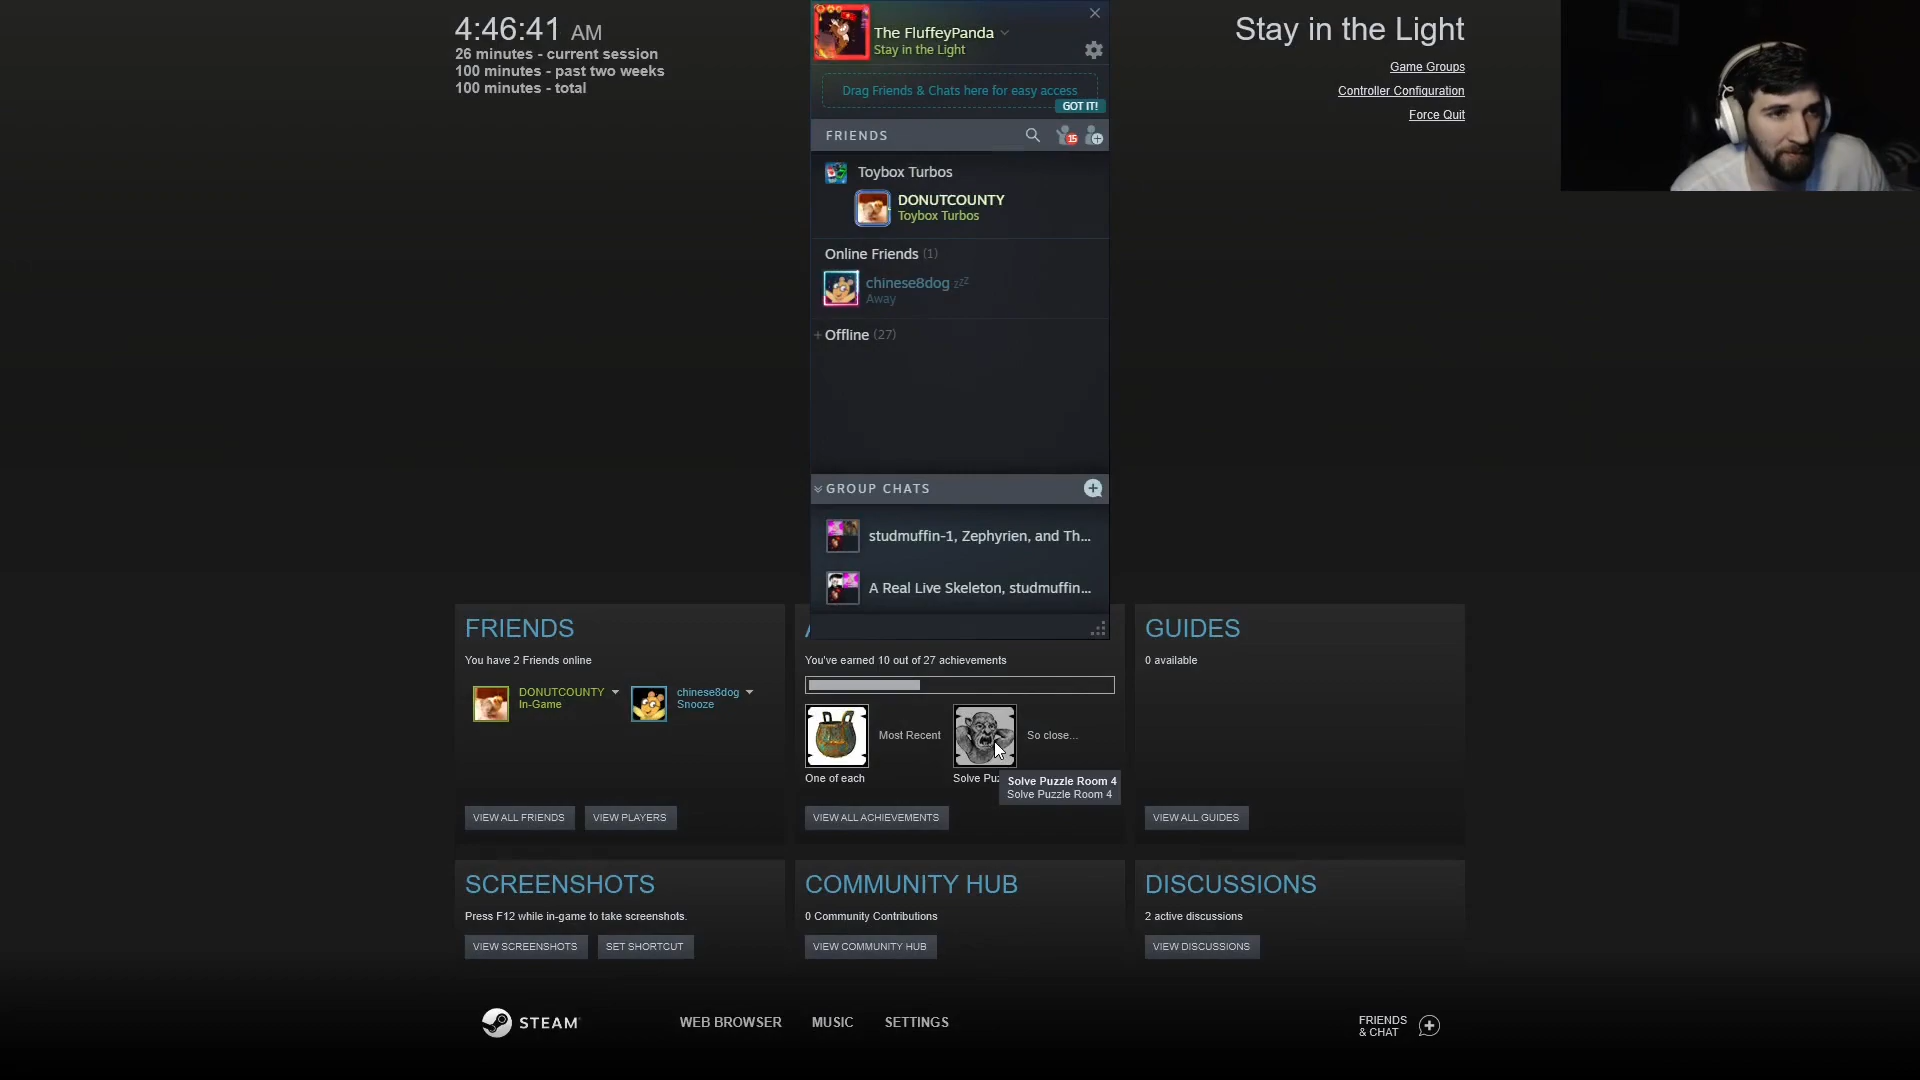 4:46:41 AM
26 minutes - current session
100 minutes - past two weeks
100 minutes - total
The FluffeyPanda
Stay in the Light
Drag Friends & Chats here for easy access
GOT IT!
FRIENDS
15
Toybox Turbos
DONUTCOUNTY
Toybox Turbos
Online Friends (1)
chinese8dog zzZ
Away
+ Offline (27)
GROUP CHATS
studmuffin-1, Zephyrien, and Th...
A Real Live Skeleton, studmuffin...
Stay in the Light
Game Groups
Controller Configuration
Force Quit
FRIENDS
You have 2 Friends online
DONUTCOUNTY
In-Game
chinese8dog
Snooze
VIEW ALL FRIENDS
VIEW PLAYERS
You've earned 10 out of 27 achievements
Most Recent
One of each
So close...
Solve Puz
Solve Puzzle Room 4
Solve Puzzle Room 4
VIEW ALL ACHIEVEMENTS
GUIDES
0 available
VIEW ALL GUIDES
SCREENSHOTS
Press F12 while in-game to take screenshots.
VIEW SCREENSHOTS
SET SHORTCUT
COMMUNITY HUB
0 Community Contributions
VIEW COMMUNITY HUB
DISCUSSIONS
2 active discussions
VIEW DISCUSSIONS
STEAM
WEB BROWSER
MUSIC
SETTINGS
FRIENDS
& CHAT